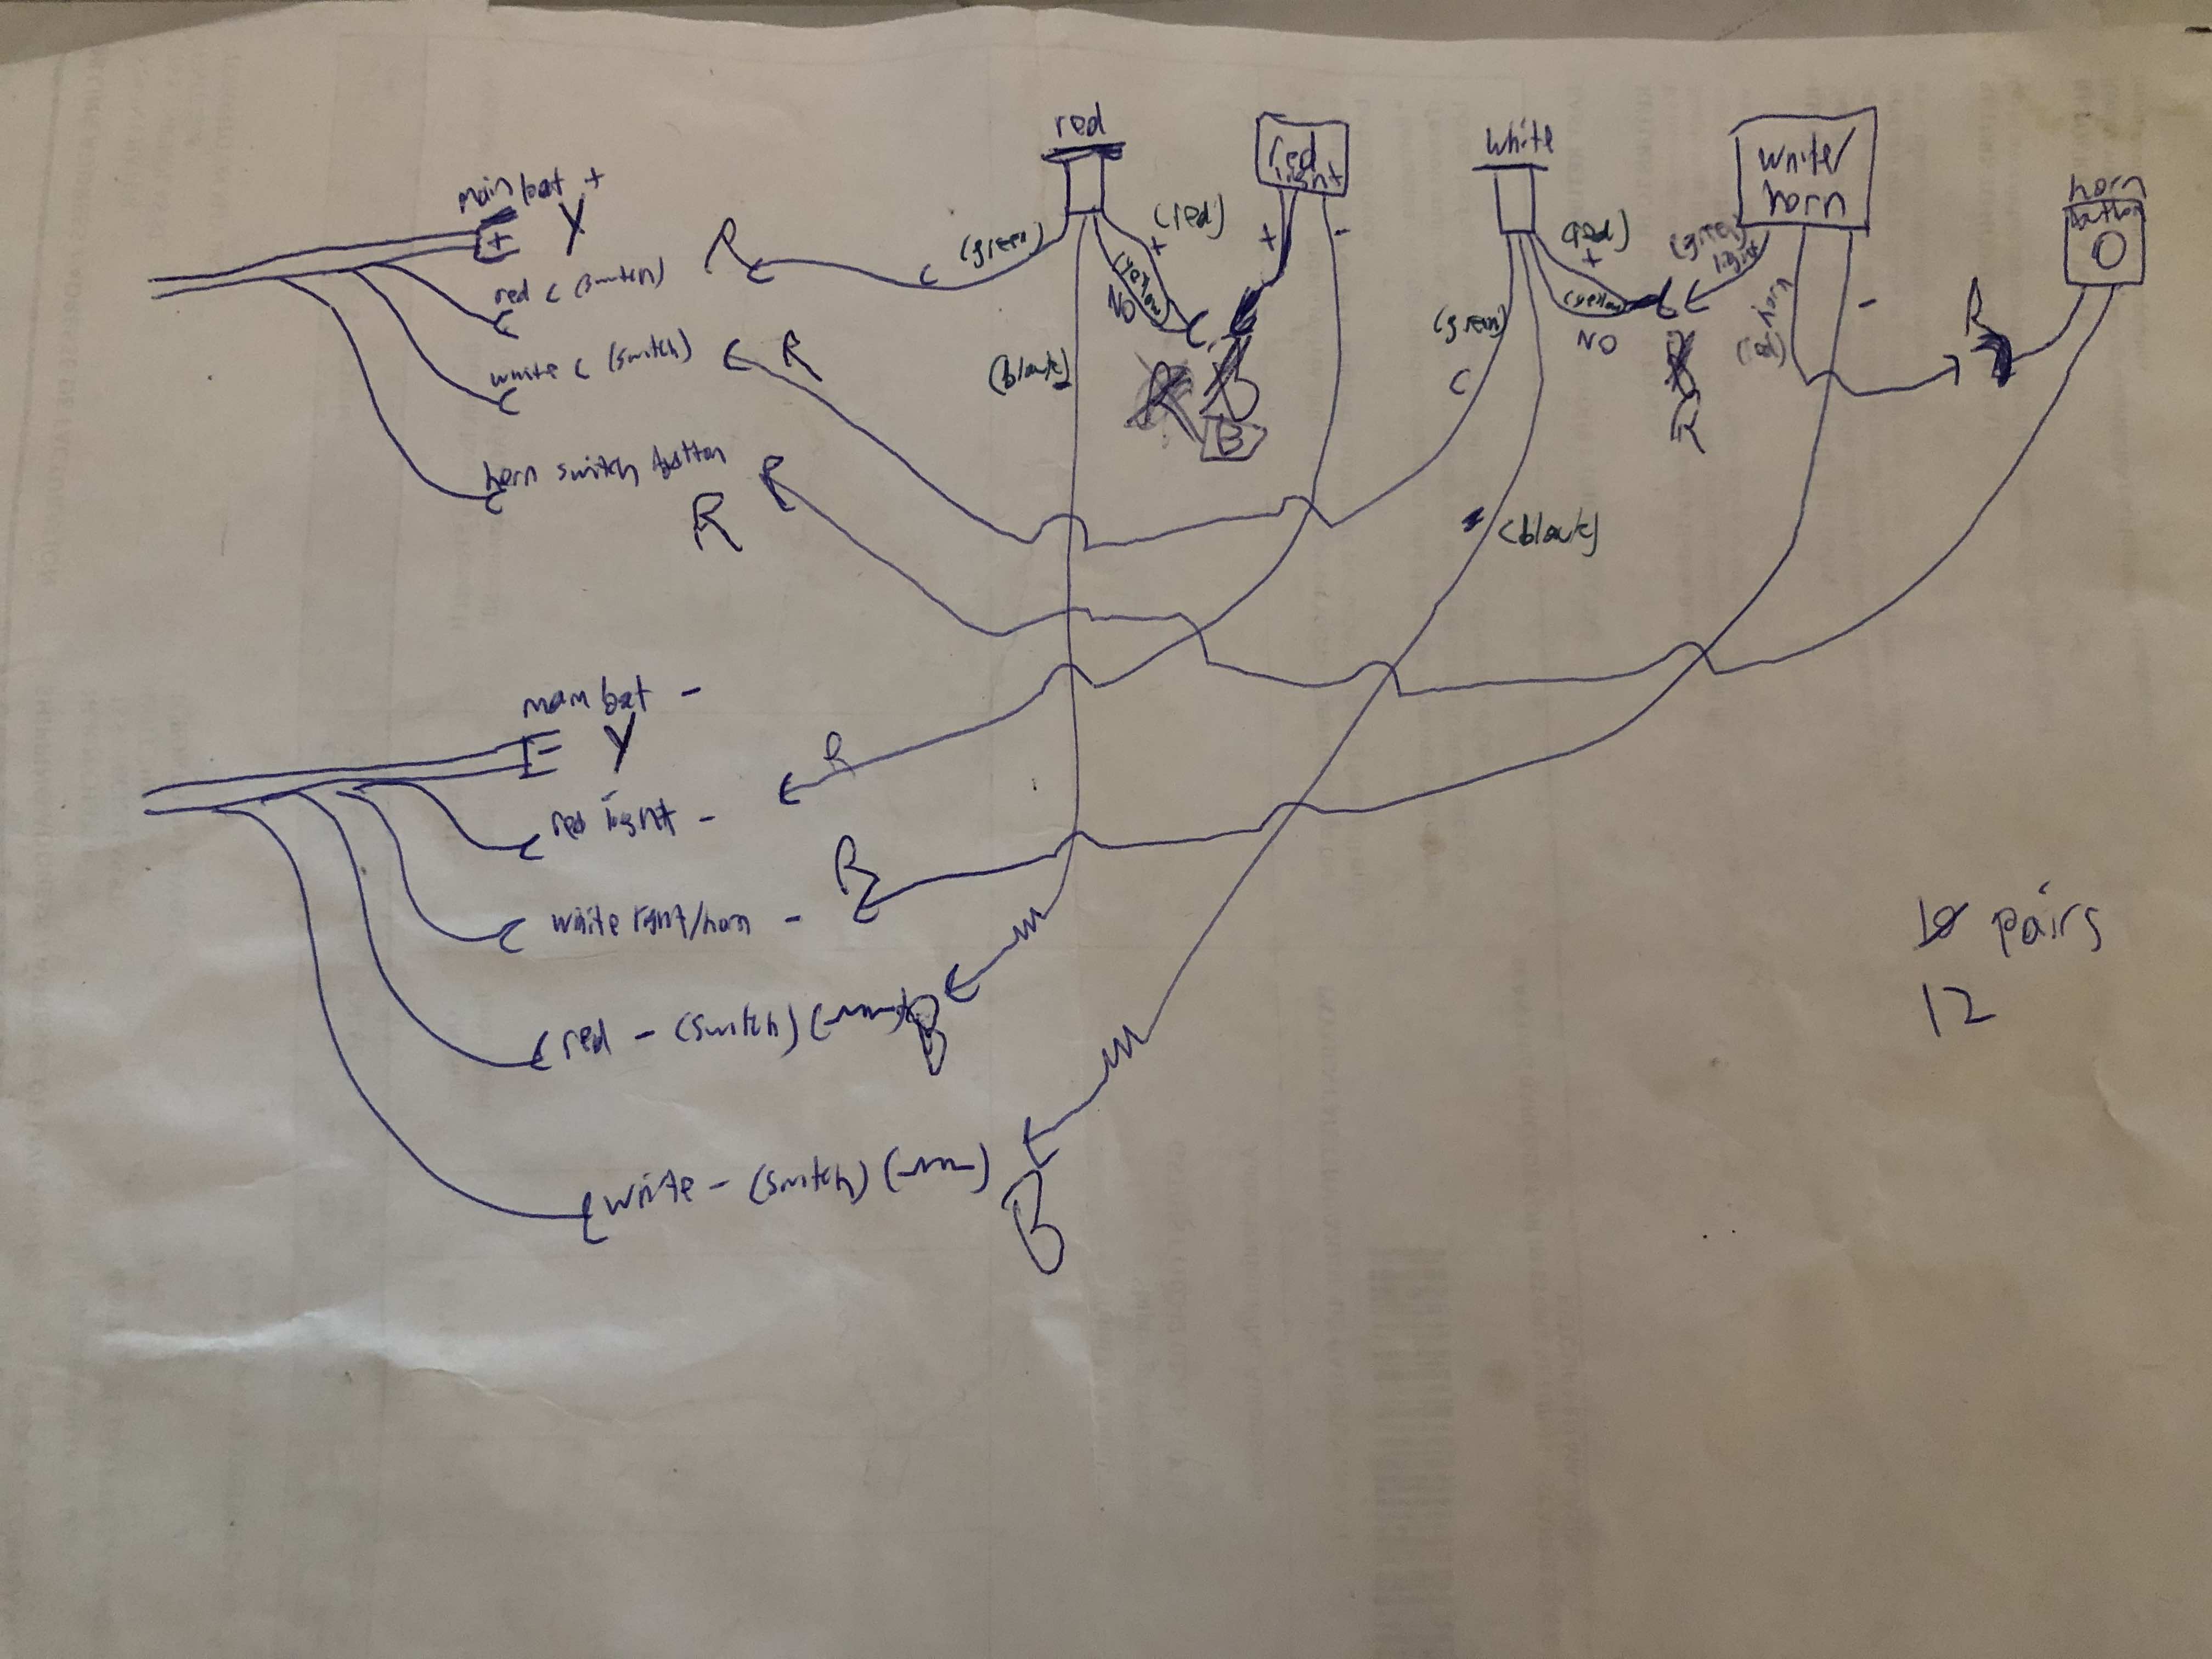 red
red light
white
white/ horn
horn button
main bat +
Y
+
R
(green)
C
(red)
+
(yellow)
NO
+
-
(red)
+
(yellow)
NO
(green)
light
red C (switch)
white C (switch)
R
(black)
B
(green)
C
R
(red) horn
-
R
horn switch button
R
R
(black)
main bat -
Y
-
red light -
R
white light/horn -
R
red - (switch) (
B
white - (switch) (
)
B
10 pairs
12